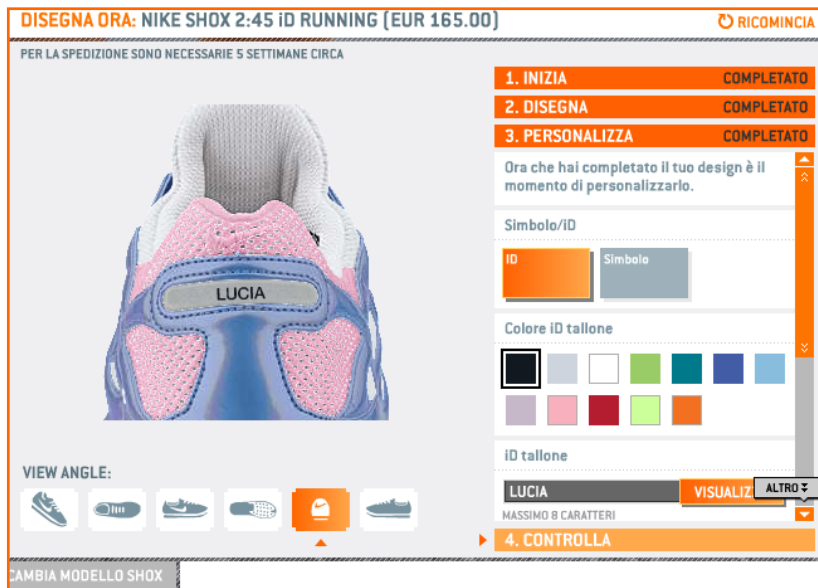 DISEGNA ORA: NIKE SHOX 2:45 iD RUNNING (EUR 165.00)
RICOMINCIA
PER LA SPEDIZIONE SONO NECESSARIE 5 SETTIMANE CIRCA
1. INIZIA COMPLETATO
2. DISEGNA COMPLETATO
3. PERSONALIZZA COMPLETATO
Ora che hai completato il tuo design è il
momento di personalizzarlo.
Simbolo/iD
ID Simbolo
LUCIA
Colore iD tallone
iD tallone
LUCIA VISUALIZ ALTRO
MASSIMO 8 CARATTERI
4. CONTROLLA
VIEW ANGLE:
CAMBIA MODELLO SHOX